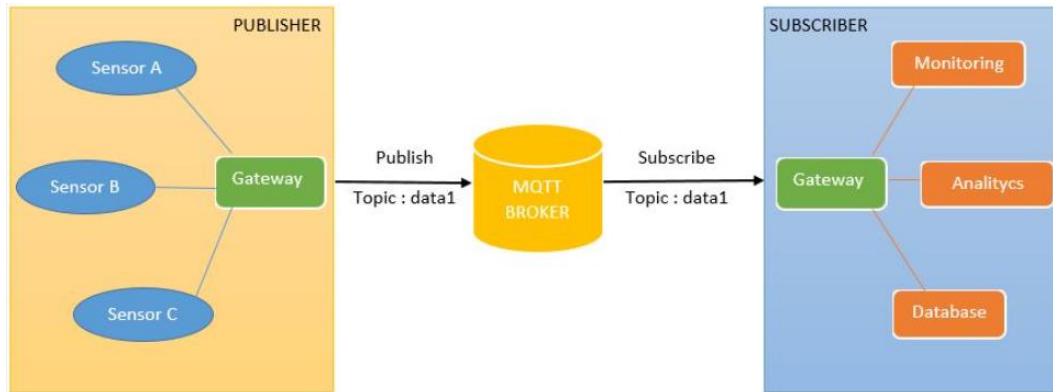 PUBLISHER
Sensor A
Sensor B
Sensor C
Gateway
Publish
Topic : data1
MQTT
BROKER
Subscribe
Topic : data1
SUBSCRIBER
Gateway
Monitoring
Analitycs
Database